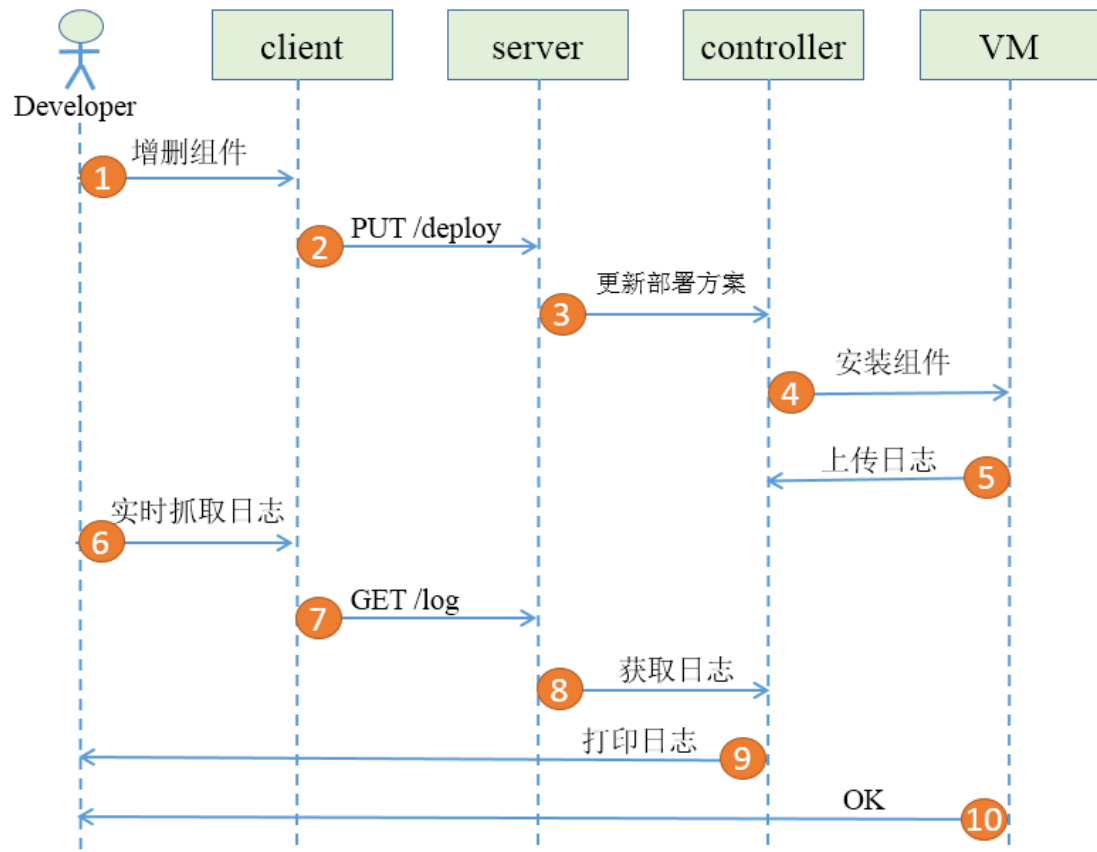 client
server
controller
VM
Developer
增删组件
1
PUT /deploy
2
更新部署方案
3
安装组件
4
上传日志
5
实时抓取日志
6
GET /log
7
获取日志
8
打印日志
9
OK
10